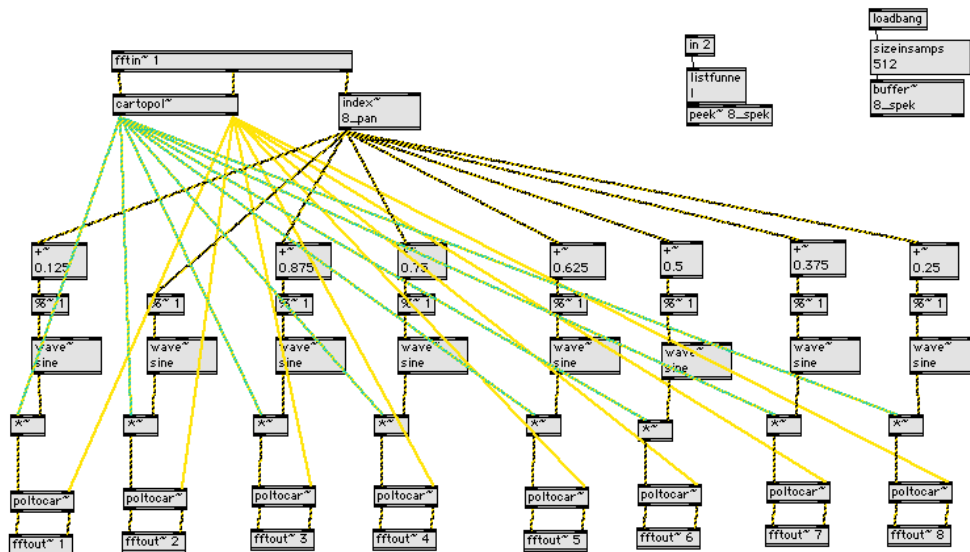 loadbang
in 2
fftin~ 1
sizeinsamps
512
listfunne
l
buffer~
8_spek
cartopol~
index~
8_pan
peek~ 8_spek
+~
0.125
+~
0.875
+~
0.75
+~
0.625
+~
0.5
+~
0.375
+~
0.25
%~ 1
%~ 1
%~ 1
%~ 1
%~ 1
%~ 1
%~ 1
%~ 1
wave~
sine
wave~
sine
wave~
sine
wave~
sine
wave~
sine
wave~
sine
wave~
sine
wave~
sine
*~
*~
*~
*~
*~
*~
*~
*~
poltocar~
poltocar~
poltocar~
poltocar~
poltocar~
poltocar~
poltocar~
poltocar~
fftout~ 1
fftout~ 2
fftout~ 3
fftout~ 4
fftout~ 5
fftout~ 6
fftout~ 7
fftout~ 8